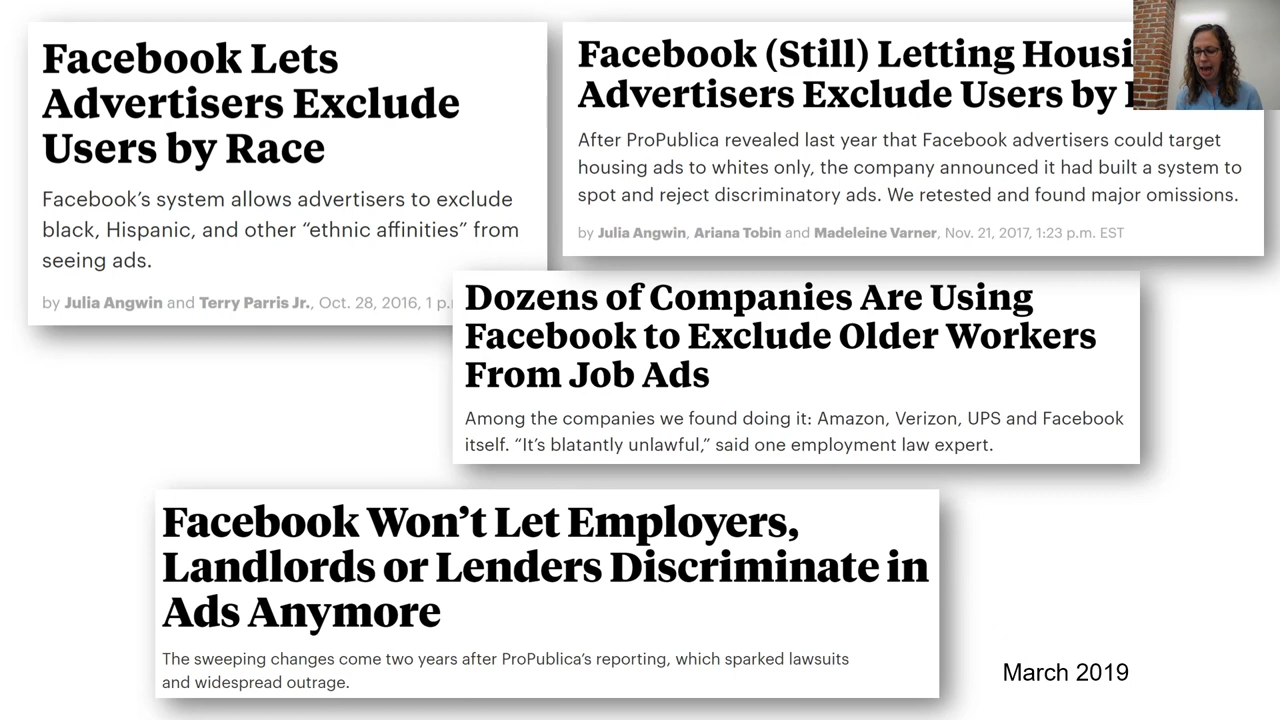 Facebook Lets
Advertisers Exclude
Users by Race
Facebook's system allows advertisers to exclude
black, Hispanic, and other “ethnic affinities” from
seeing ads.
by Julia Angwin and Terry Parris Jr., Oct. 28, 2016, 1 p.
Facebook (Still) Letting
Advertisers Exclude Users by
After ProPublica revealed last year that Facebook advertisers could target
housing ads to whites only, the company announced it had built a system to
spot and reject discriminatory ads. We retested and found major omissions.
by Julia Angwin, Ariana Tobin and Madeleine Varner, Nov. 21, 2017, 1:23 p.m. EST
Dozens of Companies Are Using
Facebook to Exclude Older Workers
From Job Ads
Among the companies we found doing it: Amazon, Verizon, UPS and Facebook
itself. “It’s blatantly unlawful,” said one employment law expert.
Facebook Won’t Let Employers,
Landlords or Lenders Discriminate in
Ads Anymore
The sweeping changes come two years after ProPublica’s reporting, which sparked lawsuits
and widespread outrage.
March 2019